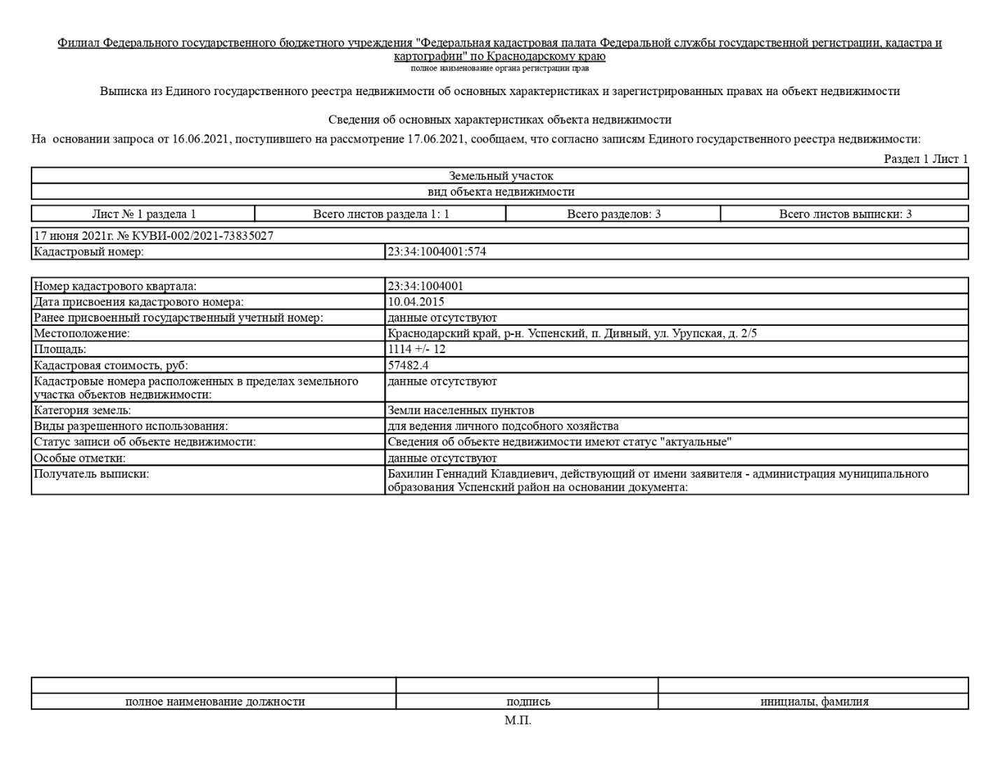 Филиал Федерального государственного бюджетного учреждения "Федеральная кадастровая палата Федеральной службы государственной регистрации, кадастра и
картографии" по Краснодарскому краю
полное наименование органа регистрации прав
Выписка из Единого государственного реестра недвижимости об основных характеристиках и зарегистрированных правах на объект недвижимости
Сведения об основных характеристиках объекта недвижимости
На основании запроса от 16.06.2021, поступившего на рассмотрение 17.06.2021, сообщаем, что согласно записям Единого государственного реестра недвижимости:
Раздел 1 Лист 1
Земельный участок
вид объекта недвижимости
Лист № 1 раздела 1 Всего листов раздела 1: 1 Всего разделов: 3 Всего листов выписки: 3
17 июня 2021г. № КУВИ-002/2021-73835027
Кадастровый номер: 23:34:1004001:574
Номер кадастрового квартала: 23:34:1004001
Дата присвоения кадастрового номера: 10.04.2015
Ранее присвоенный государственный учетный номер: данные отсутствуют
Местоположение: Краснодарский край, р-н. Успенский, п. Дивный, ул. Урупская, д. 2/5
Площадь: 1114 +/- 12
Кадастровая стоимость, руб: 57482.4
Кадастровые номера расположенных в пределах земельного данные отсутствуют
участка объектов недвижимости:
Категория земель: Земли населенных пунктов
Виды разрешенного использования: для ведения личного подсобного хозяйства
Статус записи об объекте недвижимости: Сведения об объекте недвижимости имеют статус "актуальные"
Особые отметки: данные отсутствуют
Получатель выписки: Бахилин Геннадий Клавдиевич, действующий от имени заявителя - администрация муниципального
образования Успенский район на основании документа:
полное наименование должности подпись инициалы, фамилия
М.П.